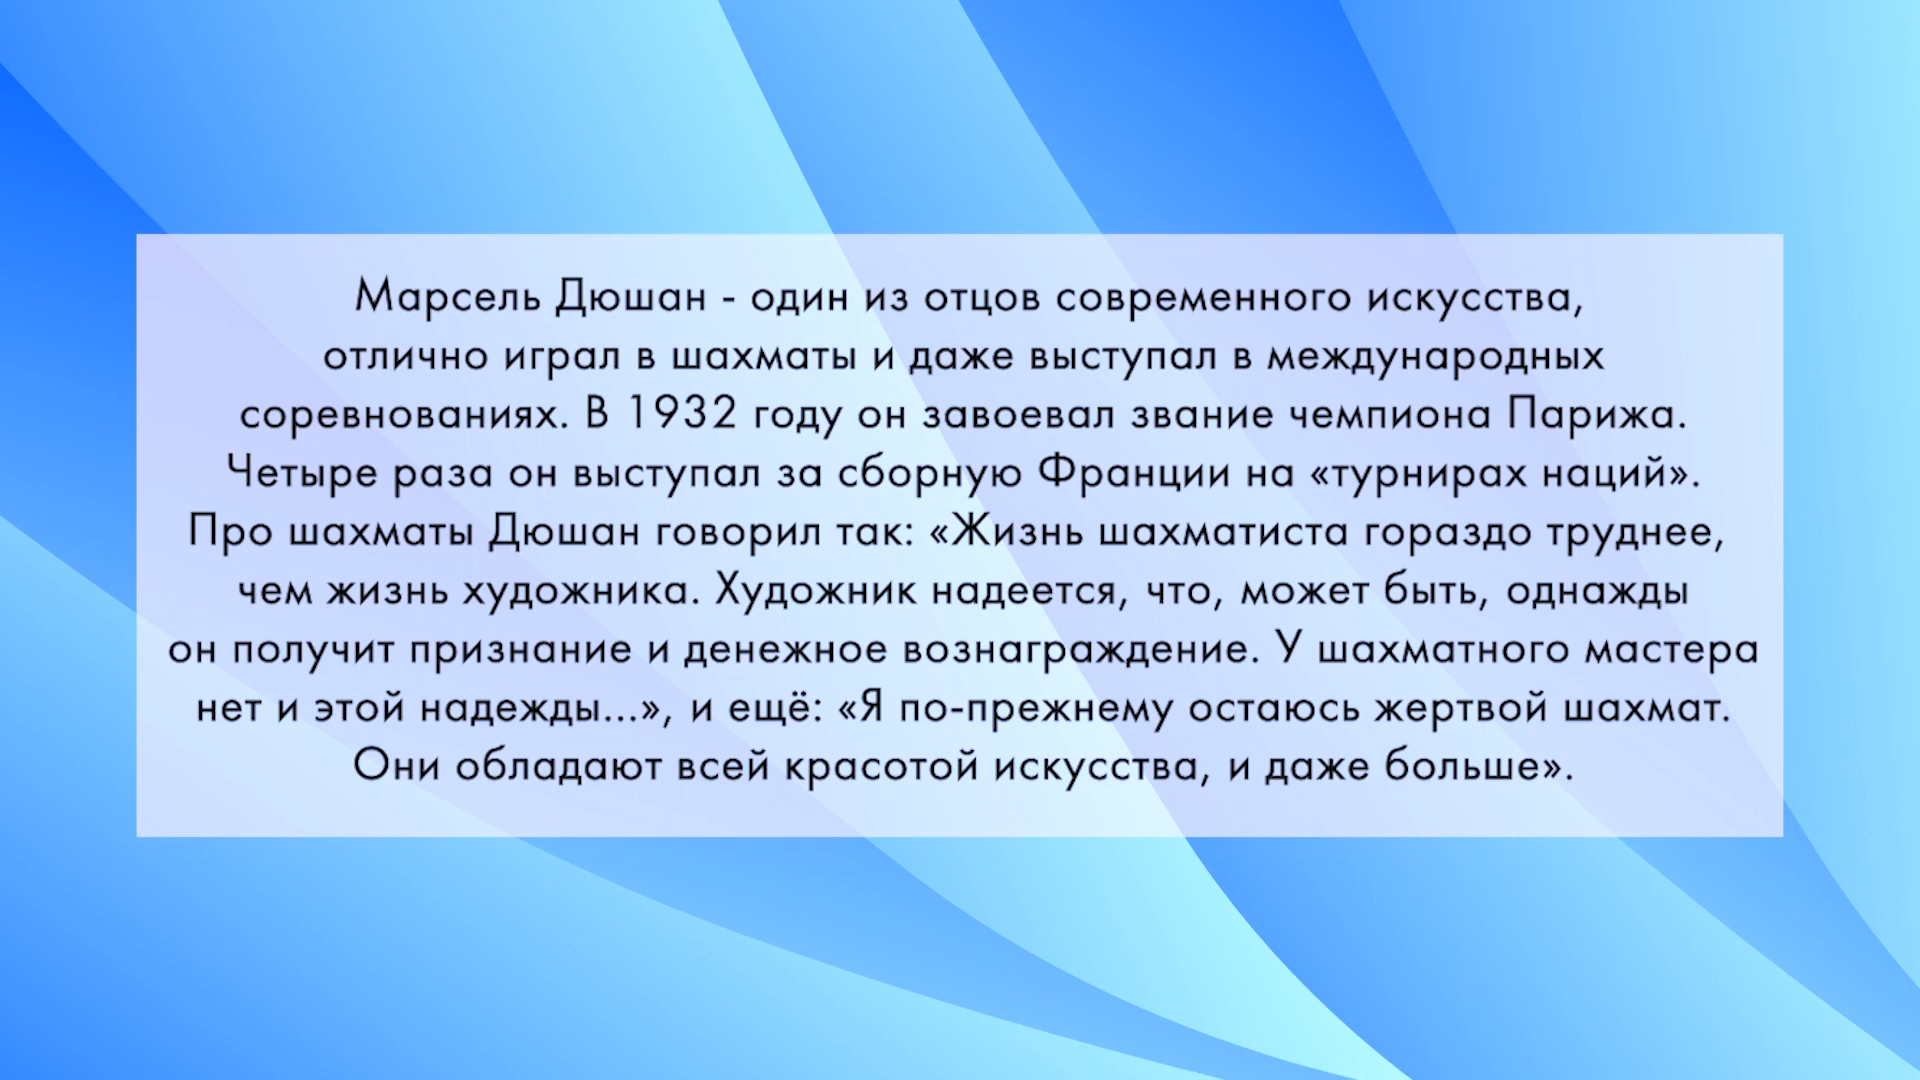 Марсель Дюшан - один из отцов современного искусства,
отлично играл в шахматы и даже выступал в международных
соревнованиях. В 1932 году он завоевал звание чемпиона Парижа.
Четыре раза он выступал за сборную Франции на «турнирах наций».
Про шахматы Дюшан говорил так: «Жизнь шахматиста гораздо труднее,
чем жизнь художника. Художник надеется, что, может быть, однажды
он получит признание и денежное вознаграждение. У шахматного мастера
нет и этой надежды...», и ещё: «Я по-прежнему остаюсь жертвой шахмат.
Они обладают всей красотой искусства, и даже больше».